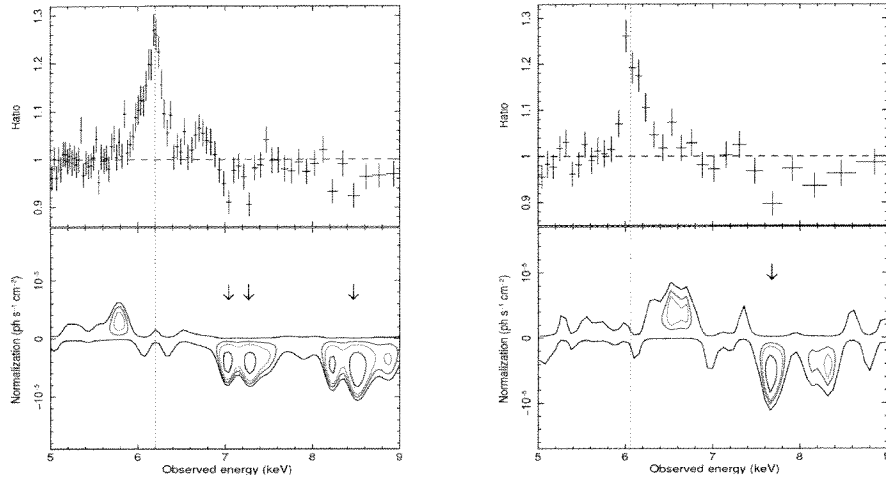 1.3
1.2
1.1
1
0.9
Ratio
10⁻⁵
0
−10⁻⁵
Normalization (ph s⁻¹ cm⁻²)
5 6 7 8 9
Observed energy (keV)
1.3
1.2
1.1
1
0.9
Ratio
10⁻⁵
0
−10⁻⁵
Normalization (ph s⁻¹ cm⁻²)
5 6 7 8 9
Observed energy (keV)